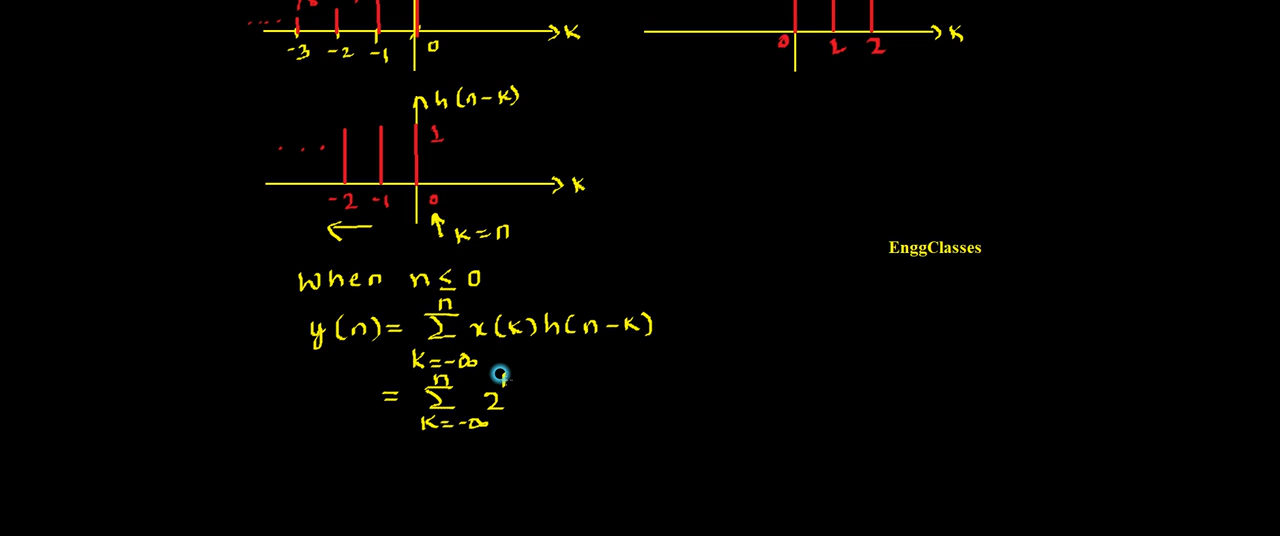 .... -3 -2 -1 0 K
0 1 2 K
h(n-k)
1
... K
-2 -1 0
← ↑ K=n
EnggClasses
When n≤0
n
y(n)= Σ x(k)h(n-k)
K=-∞
n
= Σ 2
K=-∞